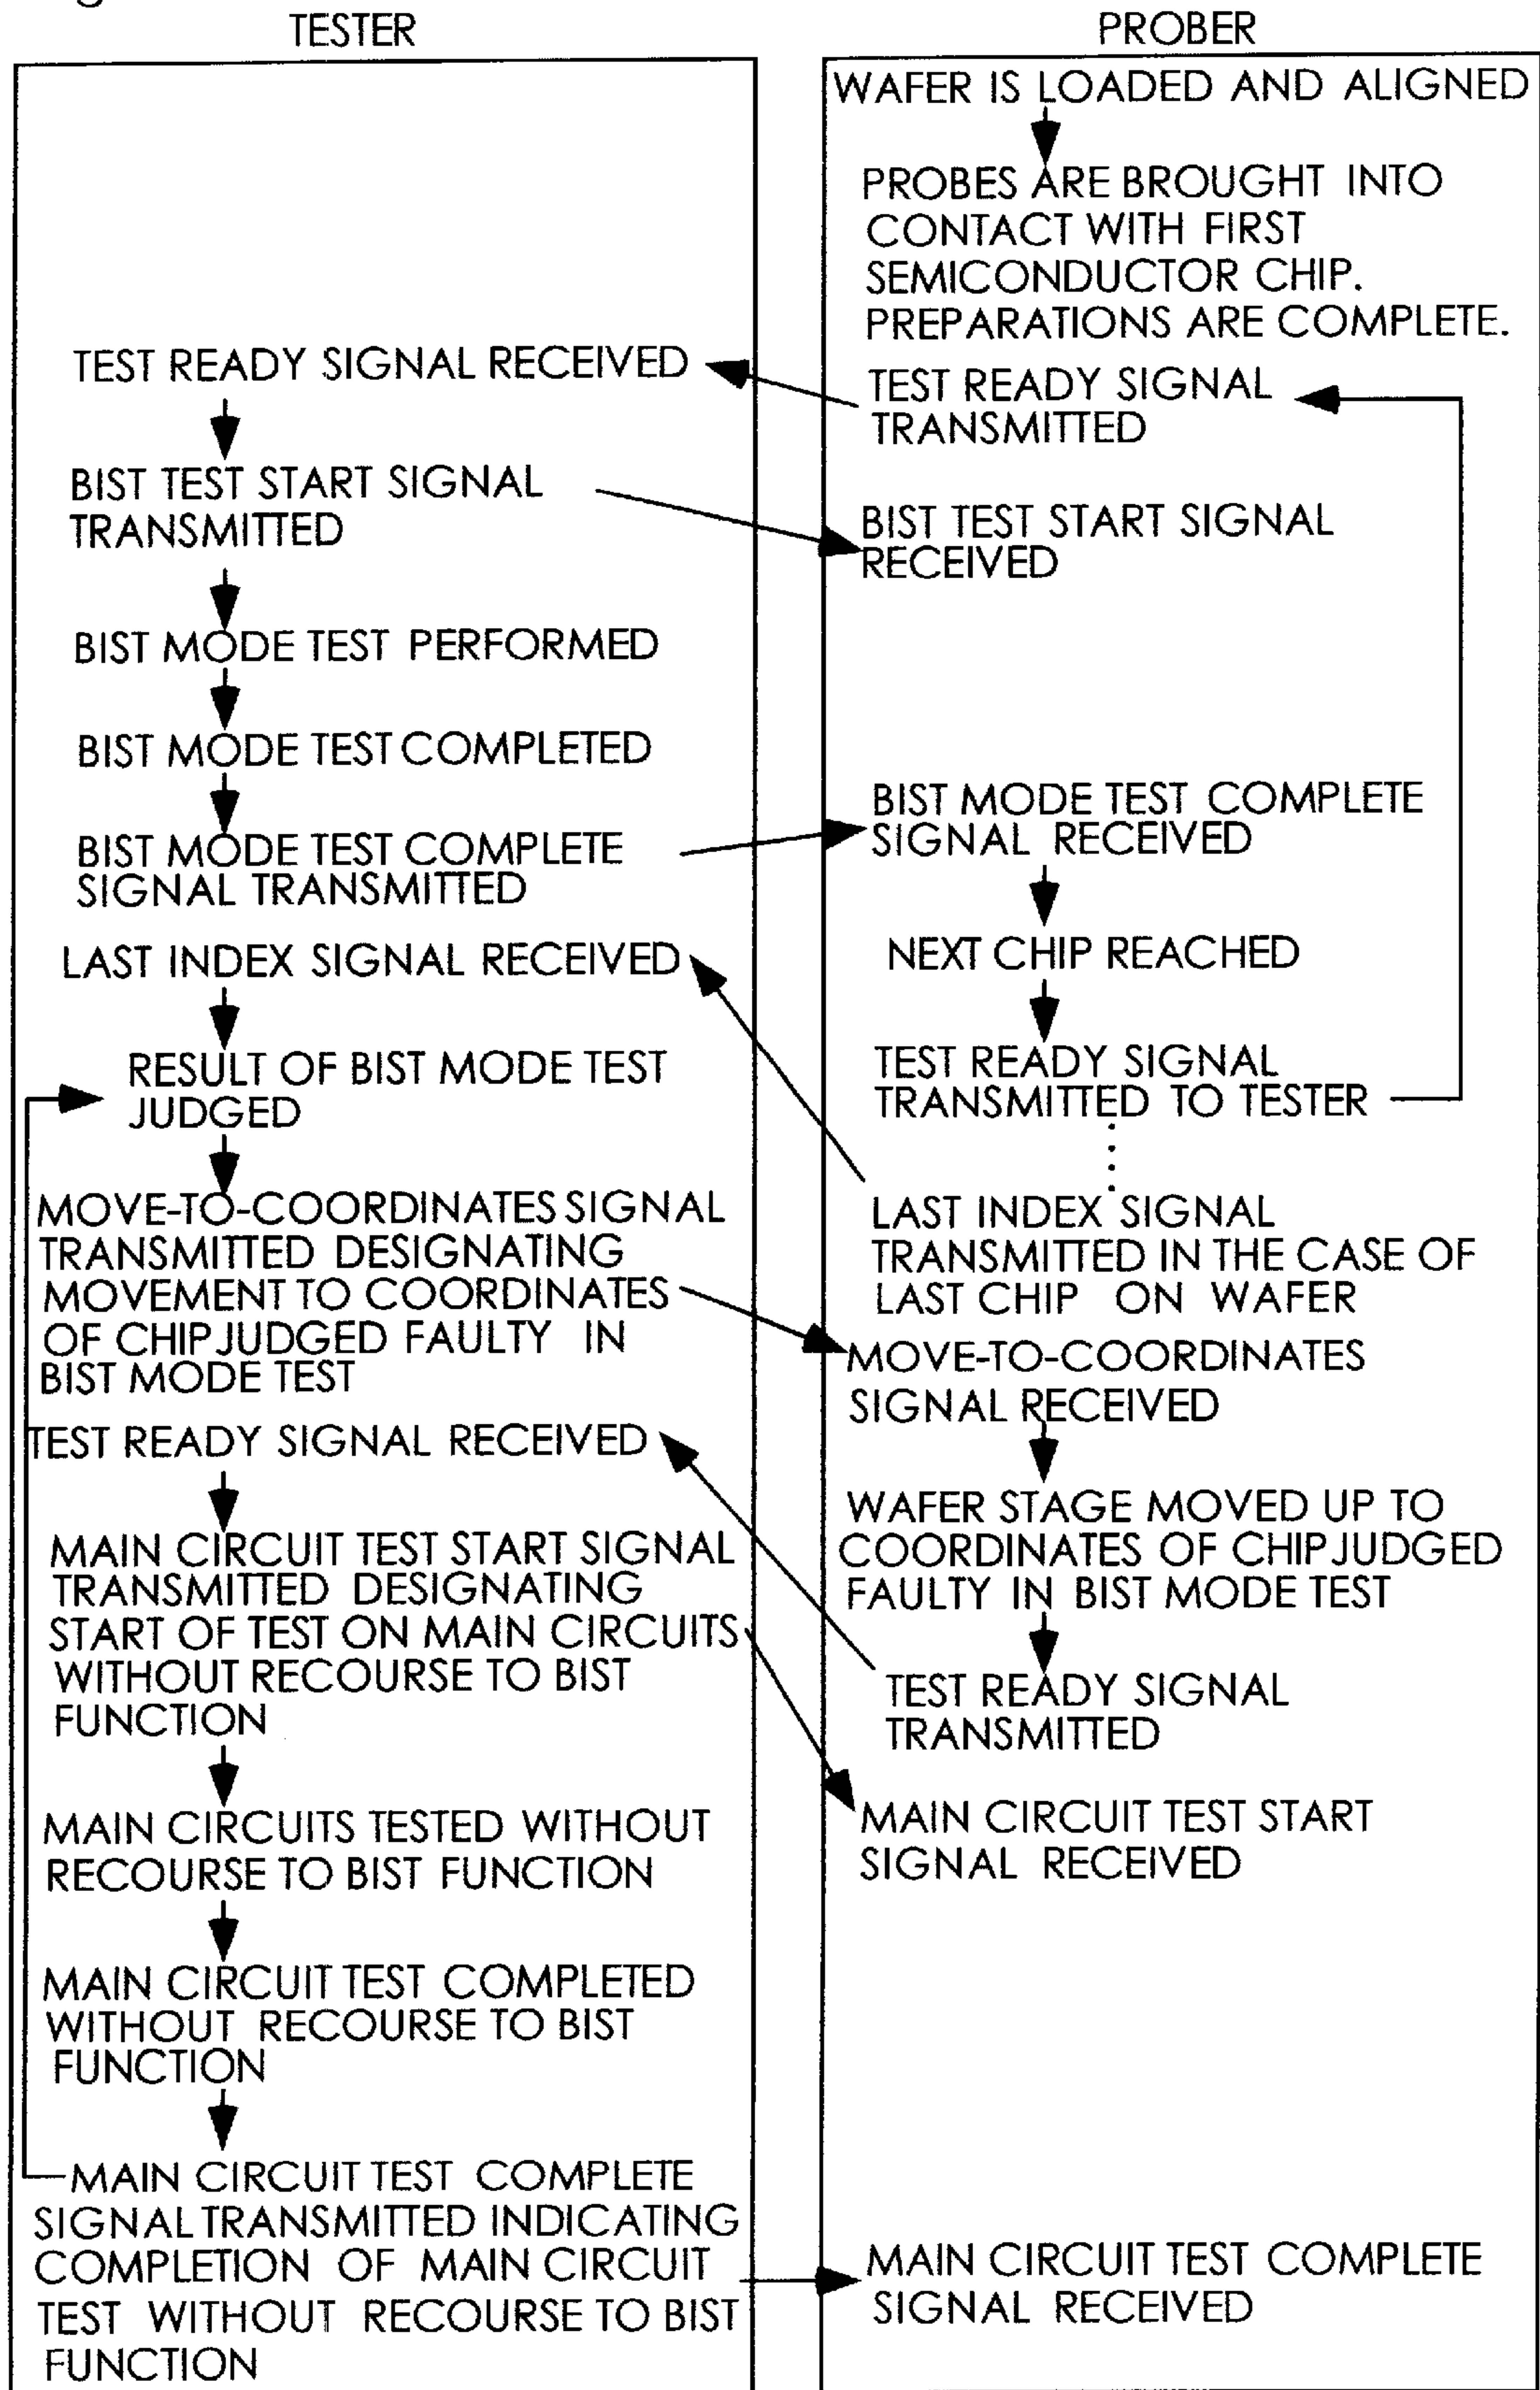 TESTER
TEST READY SIGNAL RECEIVED
BIST TEST START SIGNAL
TRANSMITTED
BIST MODE TEST PERFORMED
BIST MODE TEST COMPLETED
BIST MODE TEST COMPLETE
SIGNAL TRANSMITTED
LAST INDEX SIGNAL RECEIVED
RESULT OF BIST MODE TEST
JUDGED
MOVE-TO-COORDINATES SIGNAL
TRANSMITTED DESIGNATING
MOVEMENT TO COORDINATES
OF CHIP JUDGED FAULTY IN
BIST MODE TEST
TEST READY SIGNAL RECEIVED
MAIN CIRCUIT TEST START SIGNAL
TRANSMITTED DESIGNATING
START OF TEST ON MAIN CIRCUITS
WITHOUT RECOURSE TO BIST
FUNCTION
MAIN CIRCUITS TESTED WITHOUT
RECOURSE TO BIST FUNCTION
MAIN CIRCUIT TEST COMPLETED
WITHOUT RECOURSE TO BIST
FUNCTION
MAIN CIRCUIT TEST COMPLETE
SIGNAL TRANSMITTED INDICATING
COMPLETION OF MAIN CIRCUIT
TEST WITHOUT RECOURSE TO BIST
FUNCTION
PROBER
WAFER IS LOADED AND ALIGNED
PROBES ARE BROUGHT INTO
CONTACT WITH FIRST
SEMICONDUCTOR CHIP.
PREPARATIONS ARE COMPLETE.
TEST READY SIGNAL
TRANSMITTED
BIST TEST START SIGNAL
RECEIVED
BIST MODE TEST COMPLETE
SIGNAL RECEIVED
NEXT CHIP REACHED
TEST READY SIGNAL
TRANSMITTED TO TESTER
LAST INDEX SIGNAL
TRANSMITTED IN THE CASE OF
LAST CHIP ON WAFER
MOVE-TO-COORDINATES
SIGNAL RECEIVED
WAFER STAGE MOVED UP TO
COORDINATES OF CHIP JUDGED
FAULTY IN BIST MODE TEST
TEST READY SIGNAL
TRANSMITTED
MAIN CIRCUIT TEST START
SIGNAL RECEIVED
MAIN CIRCUIT TEST COMPLETE
SIGNAL RECEIVED